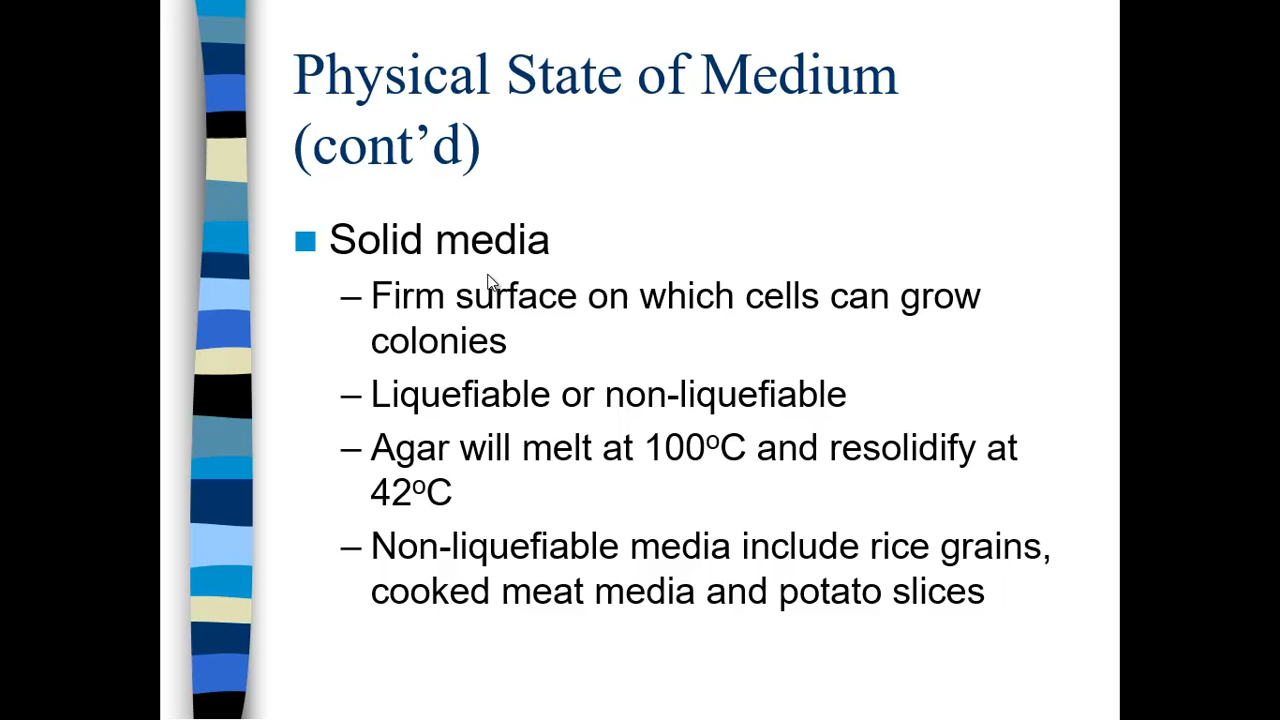 Physical State of Medium
(cont’d)
Solid media
– Firm surface on which cells can grow
colonies
– Liquefiable or non-liquefiable
– Agar will melt at 100ºC and resolidify at
42ºC
– Non-liquefiable media include rice grains,
cooked meat media and potato slices